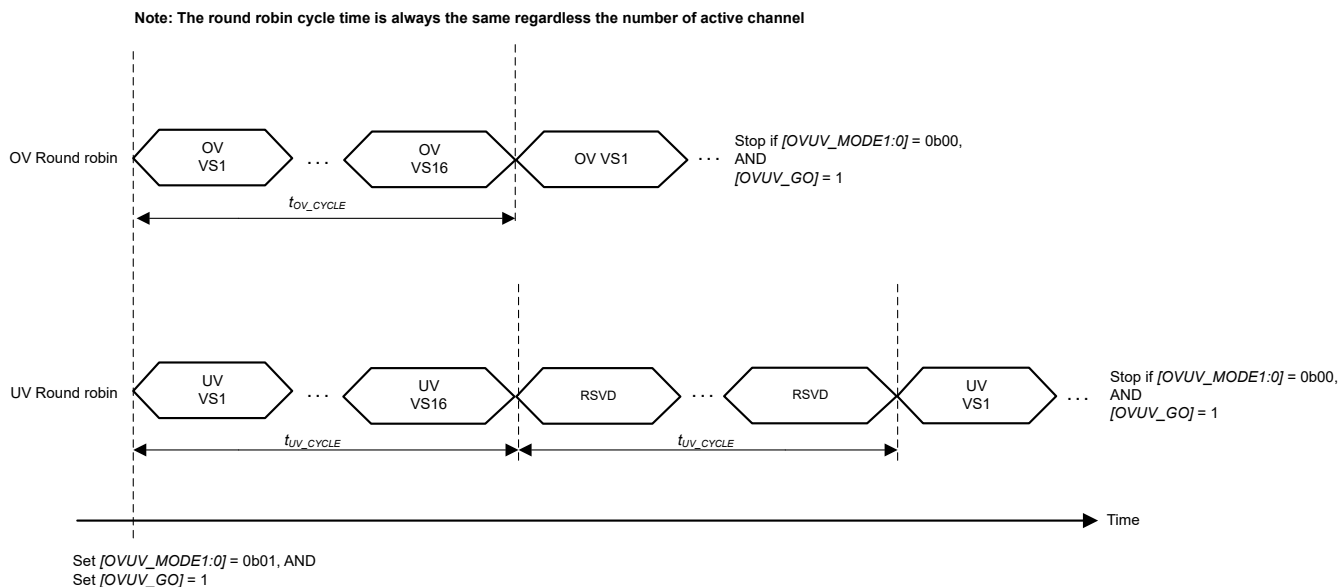 Note: The round robin cycle time is always the same regardless the number of active channel
OV Round robin
OV
VS1
...
OV
VS16
OV VS1
...
Stop if [OVUV_MODE1:0] = 0b00,
AND
[OVUV_GO] = 1
tOV_CYCLE
UV Round robin
UV
VS1
...
UV
VS16
RSVD
...
RSVD
UV
VS1
...
Stop if [OVUV_MODE1:0] = 0b00,
AND
[OVUV_GO] = 1
tUV_CYCLE
tUV_CYCLE
Time
Set [OVUV_MODE1:0] = 0b01, AND
Set [OVUV_GO] = 1